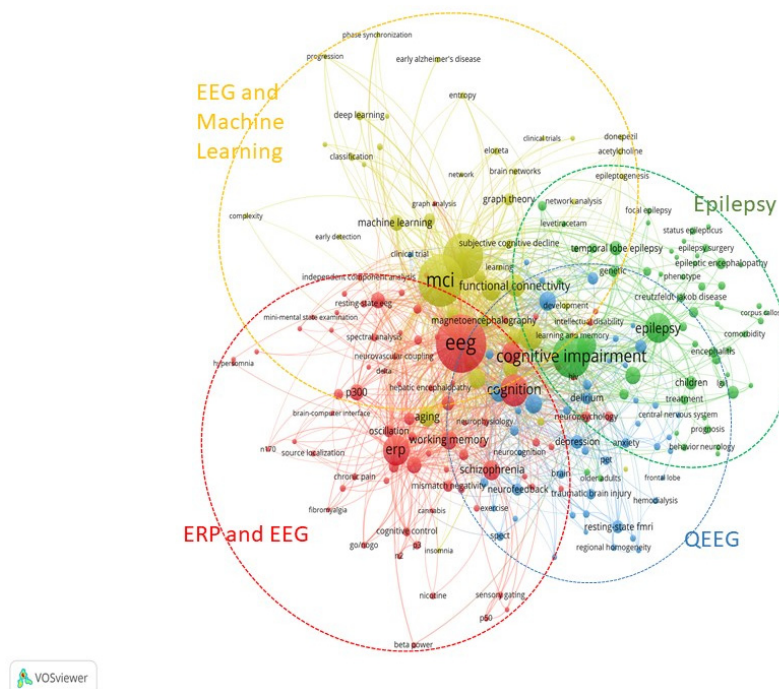 phase synchronization
progression
early alzheimer's disease
EEG and
Machine
Learning
entropy
deep learning
clinical trials
donepezil
eloreta
acetylcholine
classification
brain networks
network
epileptogenesis
graph analysis
graph theory
network analysis
focal epilepsy
Epilepsy
complexity
machine learning
levetiracetam
status epilepticus
early detection
subjective cognitive decline
temporal lobe epilepsy
epilepsy surgery
clinical trial
epileptic encephalopathy
independent component analysis
learning
genetic
phenotype
mci
functional connectivity
resting-state eeg
development
creutzfeldt-jakob disease
mini-mental state examination
magnetoencephalography
intellectual disability
corpus callos
spectral analysis
eeg
learning and memory
epilepsy
comorbidity
neurovascular coupling
cognitive impairment
encephalitis
hypersomnia
delta
hepatic encephalopathy
hiv
lgi1
p300
cognition
delirium
children
treatment
brain-computer interface
aging
neurophysiology
neuropsychology
central nervous system
oscillation
prognosis
n170
source localization
erp
working memory
neurocognition
depression
anxiety
behavior neurology
chronic pain
mismatch negativity
schizophrenia
brain
pet
older adults
frontal lobe
neurofeedback
traumatic brain injury
hemodialysis
fibromyalgia
cannabis
exercise
ERP and EEG
cognitive control
go/nogo
p3
n2
insomnia
spect
resting-state fmri
regional homogeneity
QEEG
nicotine
sensory gating
p50
beta power
VOSviewer